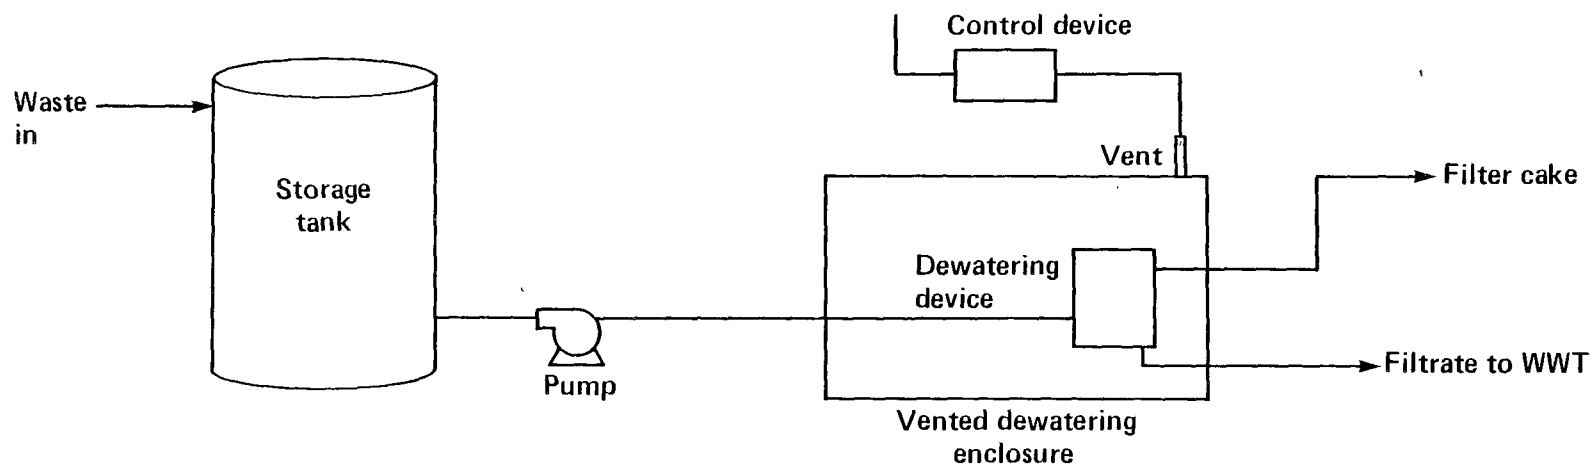 Control device
Waste
in
Vent
Filter cake
Storage
tank
Dewatering
device
Filtrate to WWT
Pump
Vented dewatering
enclosure